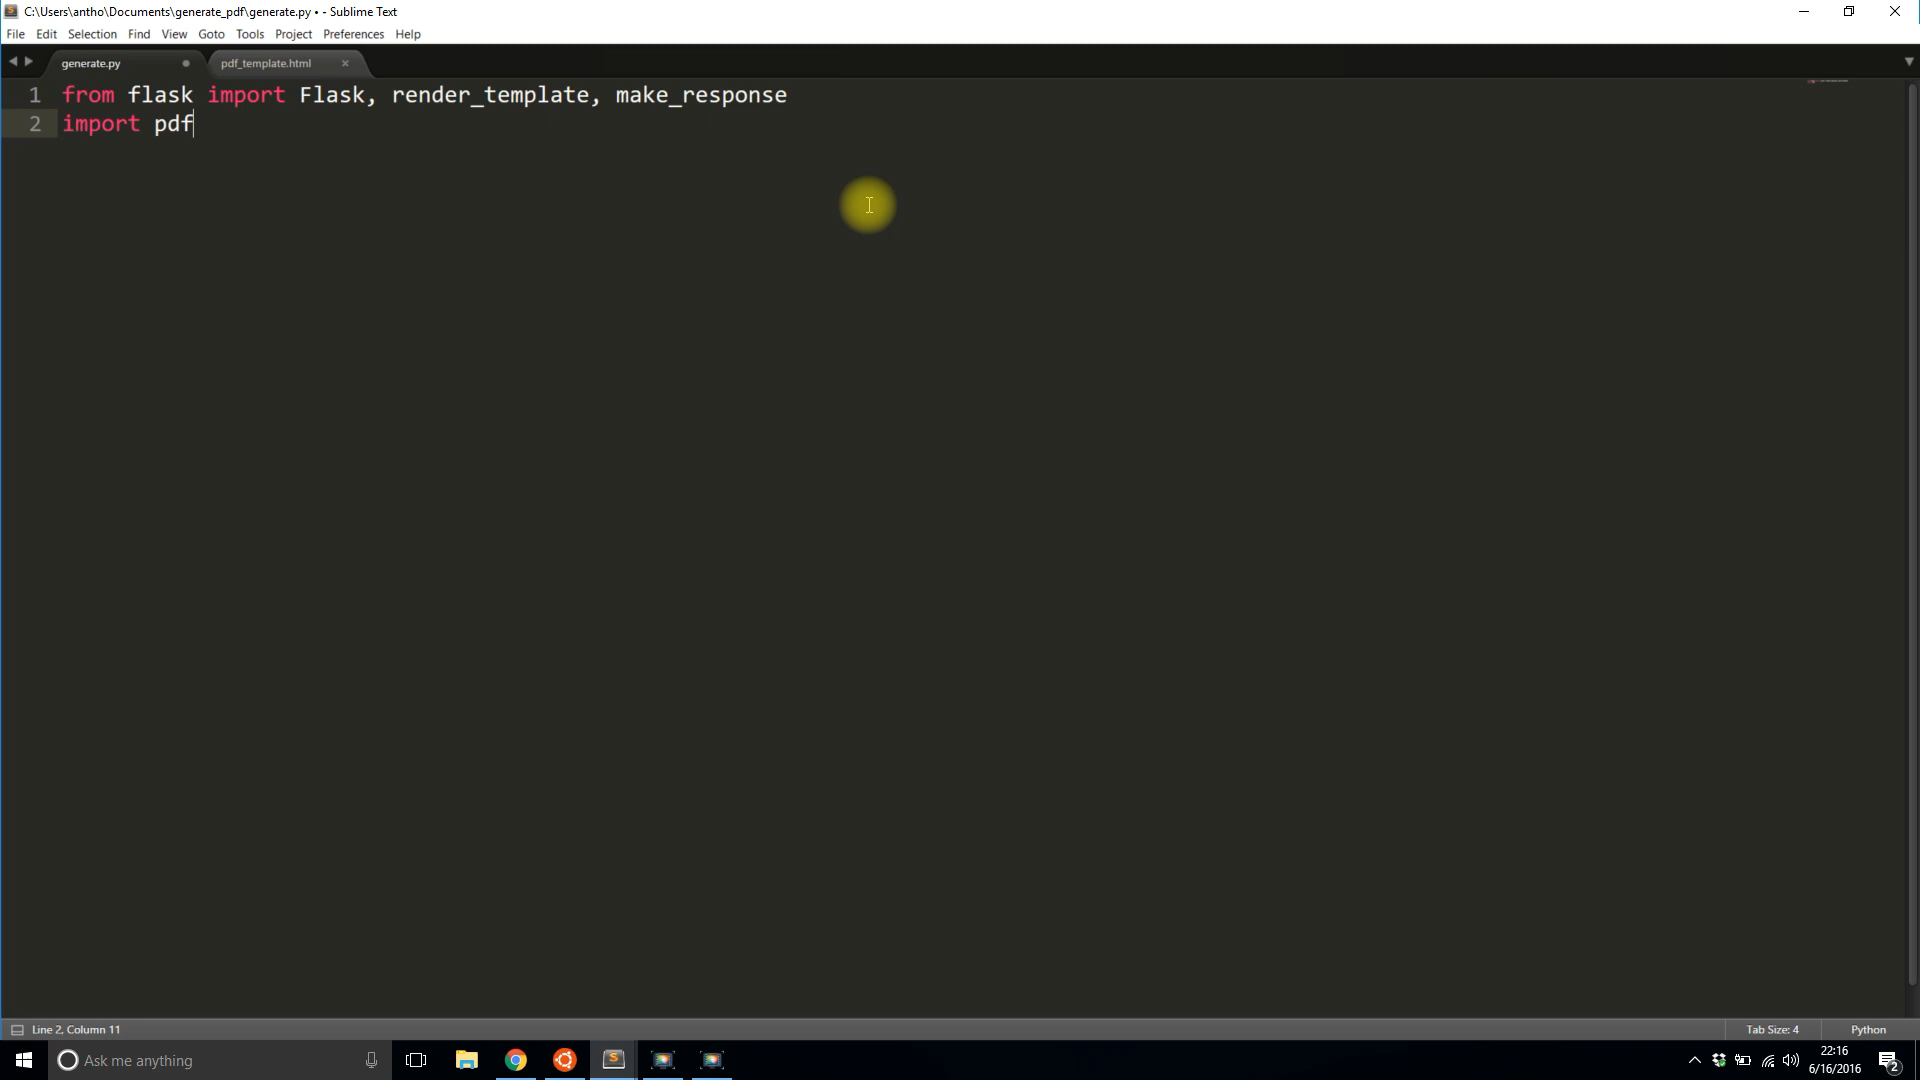 C:\Users\antho\Documents\generate_pdf\generate.py • - Sublime Text
File Edit Selection Find View Goto Tools Project Preferences Help
generate.py pdf_template.html
1 from flask import Flask, render_template, make_response
2 import pdf
Line 2, Column 11 Tab Size: 4 Python
Ask me anything
22:16
6/16/2016
2